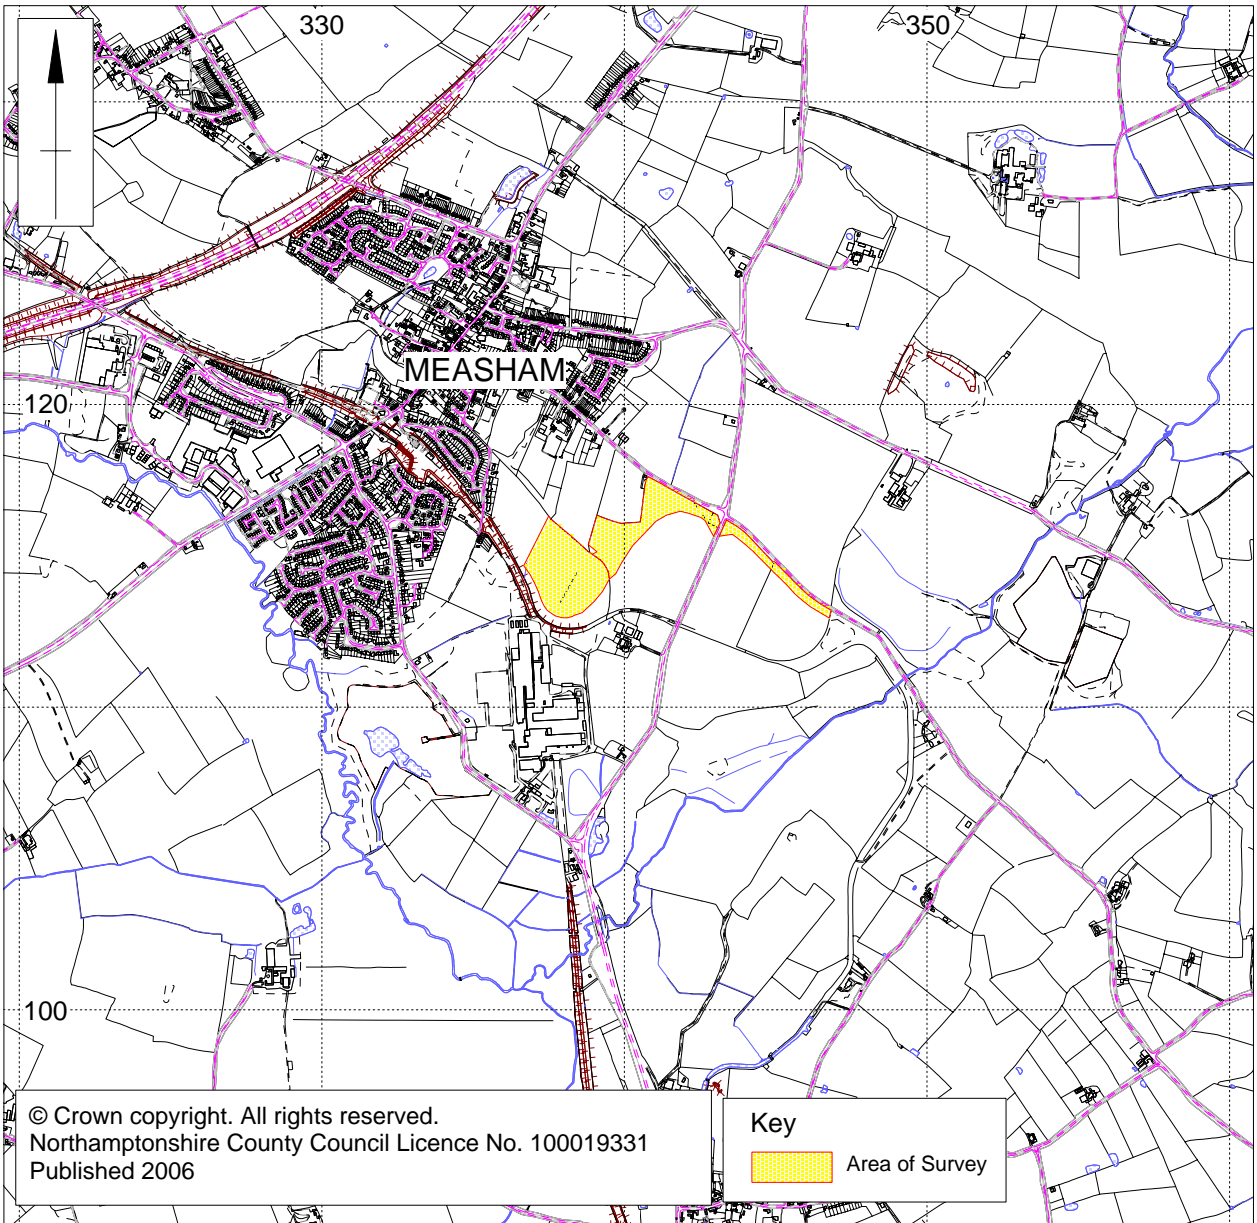 330
350
MEASHAM
120
100
© Crown copyright. All rights reserved.
Northamptonshire County Council Licence No. 100019331
Published 2006
Key
Area of Survey